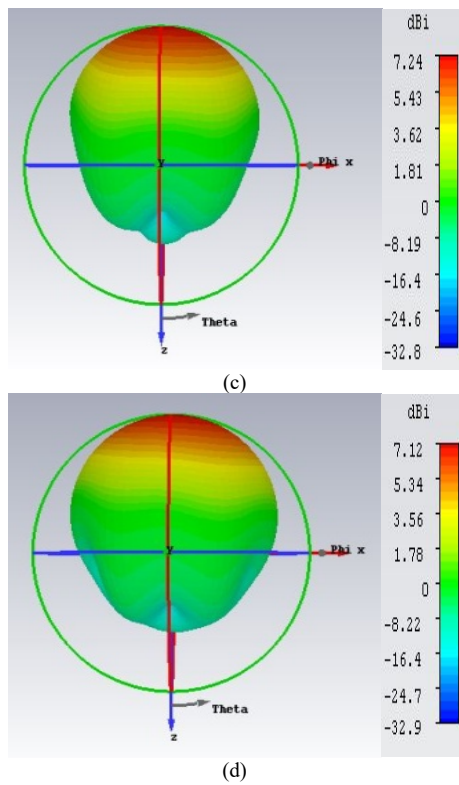 dBi
7.24
5.43
3.62
1.81
0
-8.19
-16.4
-24.6
-32.8
y
Phi x
Theta
z
(c)
dBi
7.12
5.34
3.56
1.78
0
-8.22
-16.4
-24.7
-32.9
y
Phi x
Theta
z
(d)